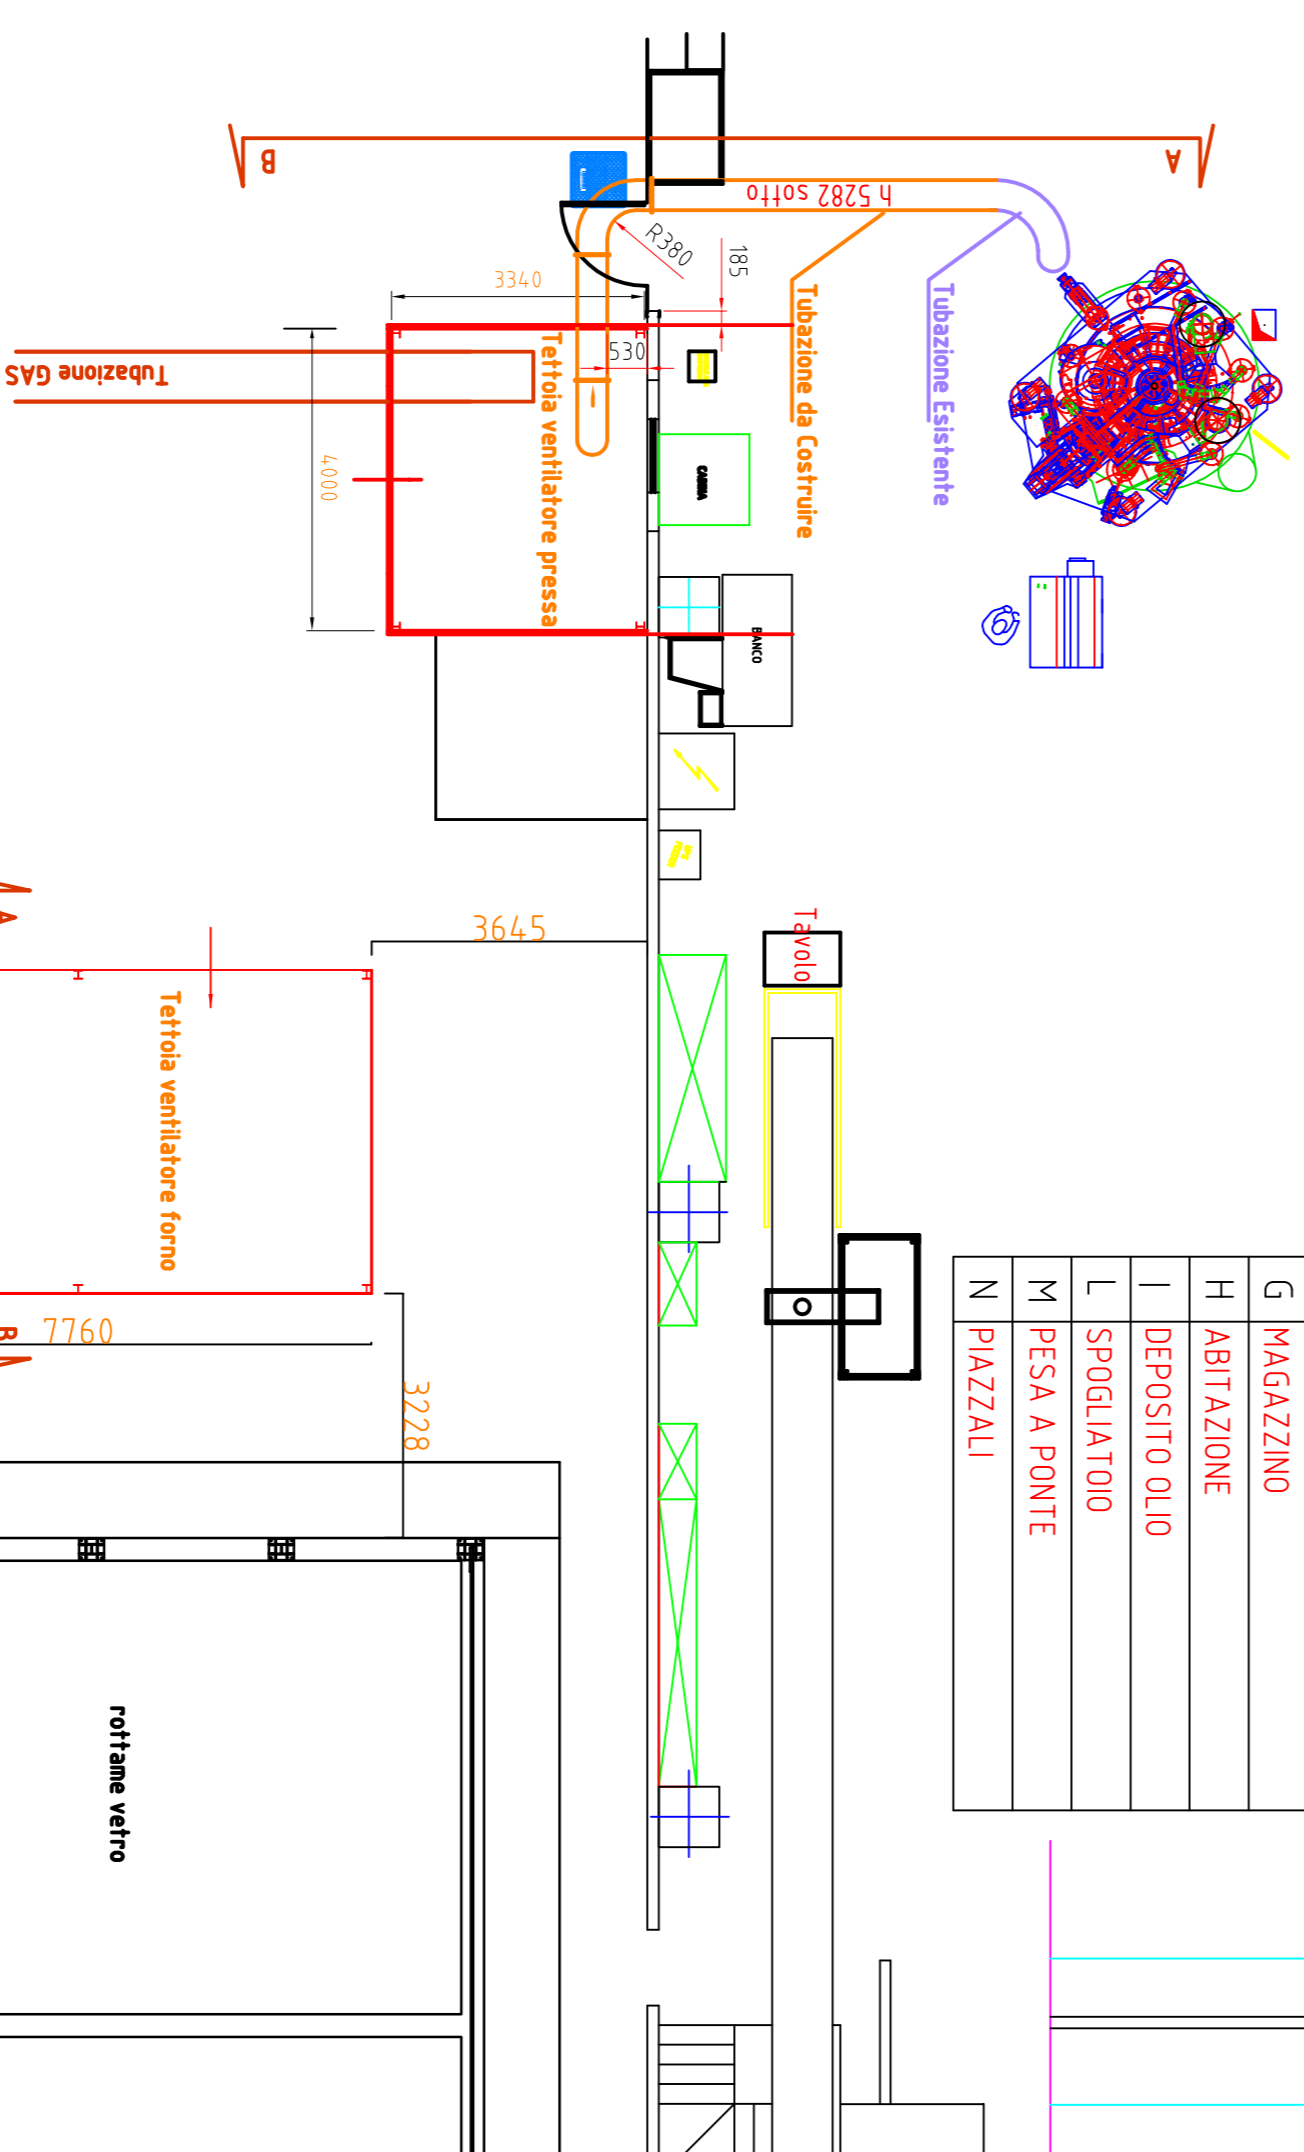 B
A
h 5282 sotto
R380
185
3340
530
4000
Tubazione GAS
Tettoia ventilatore pressa
Tubazione da Costruire
Tubazione Esistente
CABINA
BANCO
A
3645
Tavolo
Tettoia ventilatore forno
B
7760
3228
G MAGAZZINO
H ABITAZIONE
I DEPOSITO OLIO
L SPOGLIATOIO
M PESA A PONTE
N PIAZZALI
rottame vetro